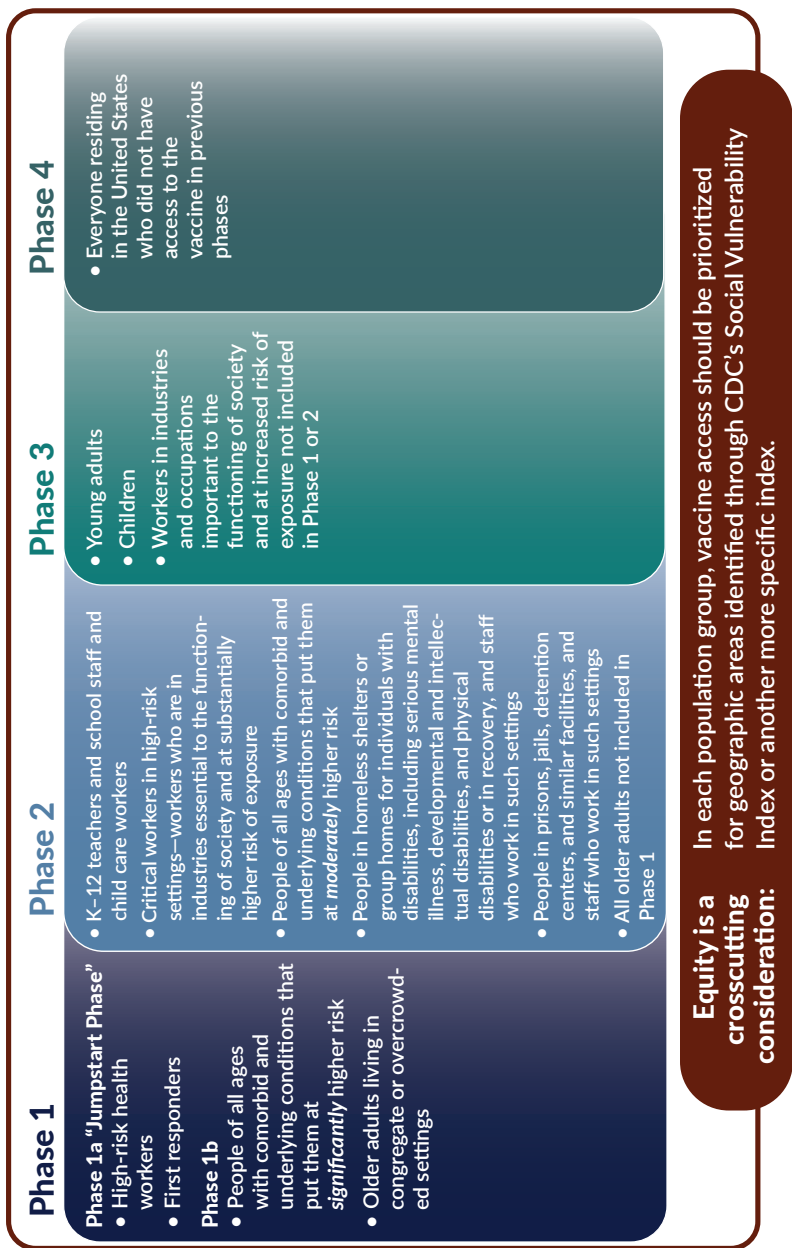 Phase 1
Phase 1a “Jumpstart Phase”
• High-risk health
workers
• First responders
Phase 1b
• People of all ages
with comorbid and
underlying conditions that
put them at
significantly higher risk
• Older adults living in
congregate or overcrowd-
ed settings
Phase 2
• K–12 teachers and school staff and
child care workers
• Critical workers in high-risk
settings—workers who are in
industries essential to the function-
ing of society and at substantially
higher risk of exposure
• People of all ages with comorbid and
underlying conditions that put them
at moderately higher risk
• People in homeless shelters or
group homes for individuals with
disabilities, including serious mental
illness, developmental and intellec-
tual disabilities, and physical
disabilities or in recovery, and staff
who work in such settings
• People in prisons, jails, detention
centers, and similar facilities, and
staff who work in such settings
• All older adults not included in
Phase 1
Phase 3
• Young adults
• Children
• Workers in industries
and occupations
important to the
functioning of society
and at increased risk of
exposure not included
in Phase 1 or 2
Phase 4
• Everyone residing
in the United States
who did not have
access to the
vaccine in previous
phases
Equity is a
crosscutting
consideration:
In each population group, vaccine access should be prioritized
for geographic areas identified through CDC’s Social Vulnerability
Index or another more specific index.